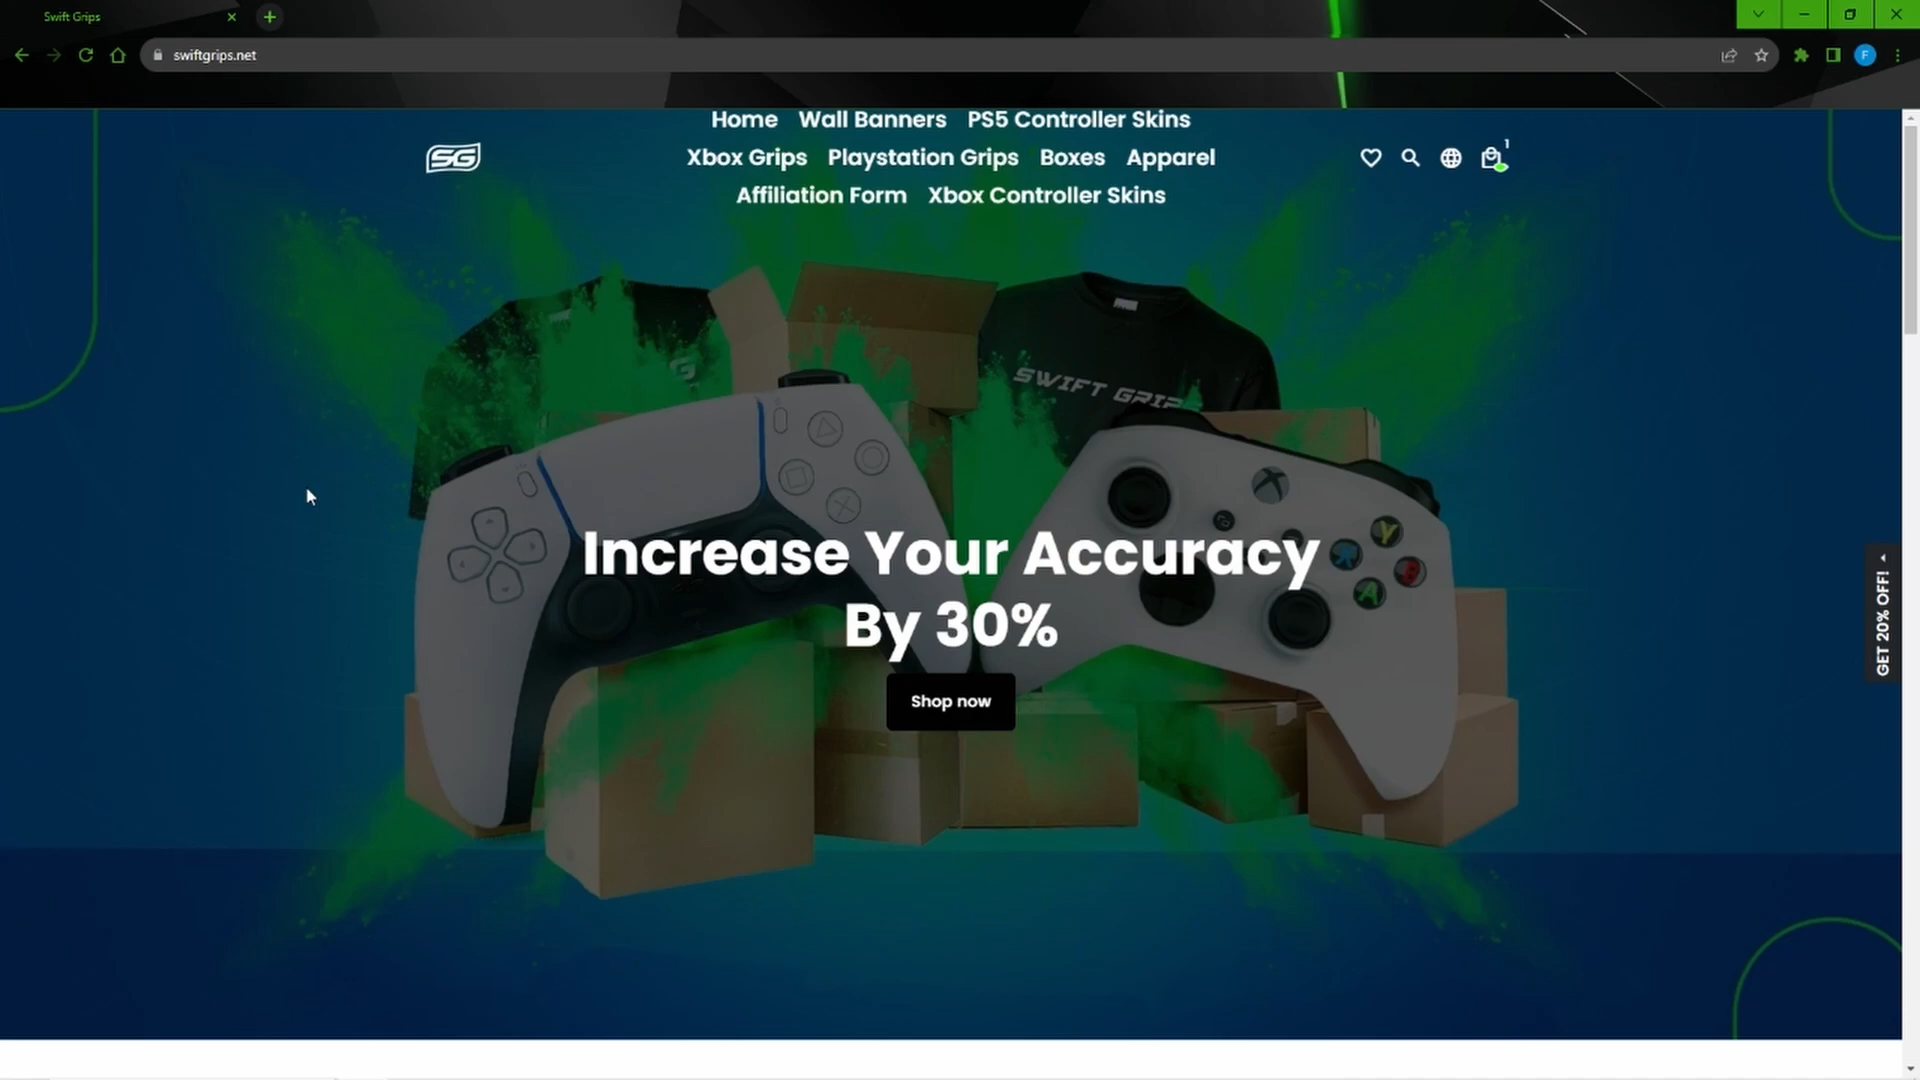 Swift Grips
swiftgrips.net
F
Home Wall Banners PS5 Controller Skins
SG
Xbox Grips Playstation Grips Boxes Apparel
1
Affiliation Form Xbox Controller Skins
SWIFT GRIP
Y
X
B
A
Increase Your Accuracy
By 30%
Shop now
GET 20% OFF!